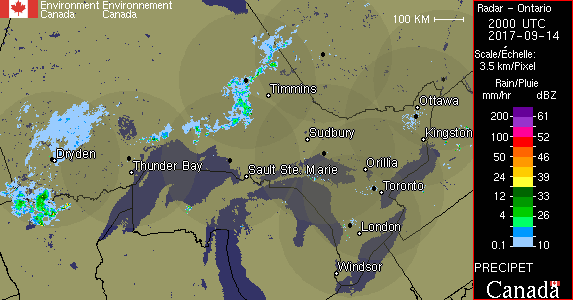 Environment Environnement
Canada Canada
100 KM
Timmins
Ottawa
Sudbury
Kingston
Dryden
Thunder Bay
Sault Ste. Marie
Orillia
Toronto
London
Windsor
Radar - Ontario
2000 UTC
2017-09-14
Scale/Échelle:
3.5 km/Pixel
Rain/Pluie
mm/hr dBZ
200 61
100 52
50 46
24 39
12 33
4 26
0.1 10
PRECIPET
Canada